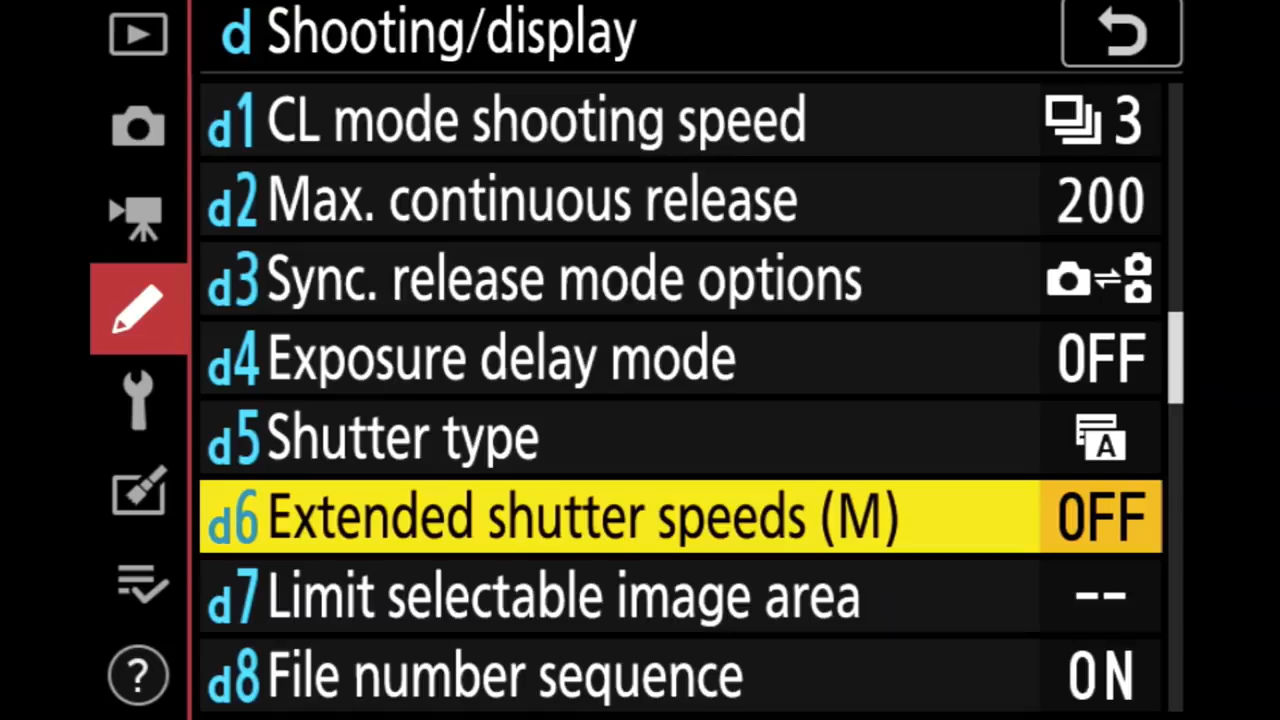 d Shooting/display
d1 CL mode shooting speed 3
d2 Max. continuous release 200
d3 Sync. release mode options
d4 Exposure delay mode OFF
d5 Shutter type A
d6 Extended shutter speeds (M) OFF
d7 Limit selectable image area --
d8 File number sequence ON
?